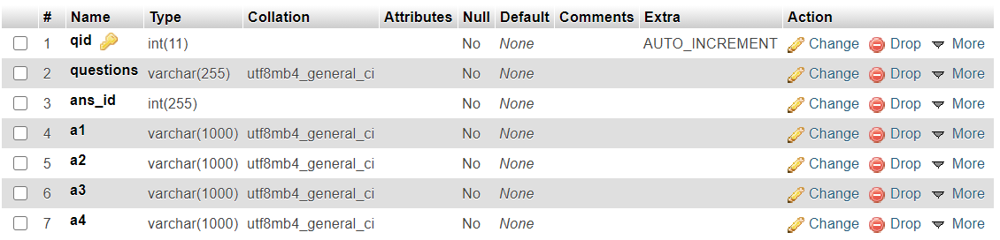 # Name Type Collation Attributes Null Default Comments Extra Action
1 qid int(11) No None AUTO_INCREMENT Change Drop More
2 questions varchar(255) utf8mb4_general_ci No None Change Drop More
3 ans_id int(255) No None Change Drop More
4 a1 varchar(1000) utf8mb4_general_ci No None Change Drop More
5 a2 varchar(1000) utf8mb4_general_ci No None Change Drop More
6 a3 varchar(1000) utf8mb4_general_ci No None Change Drop More
7 a4 varchar(1000) utf8mb4_general_ci No None Change Drop More